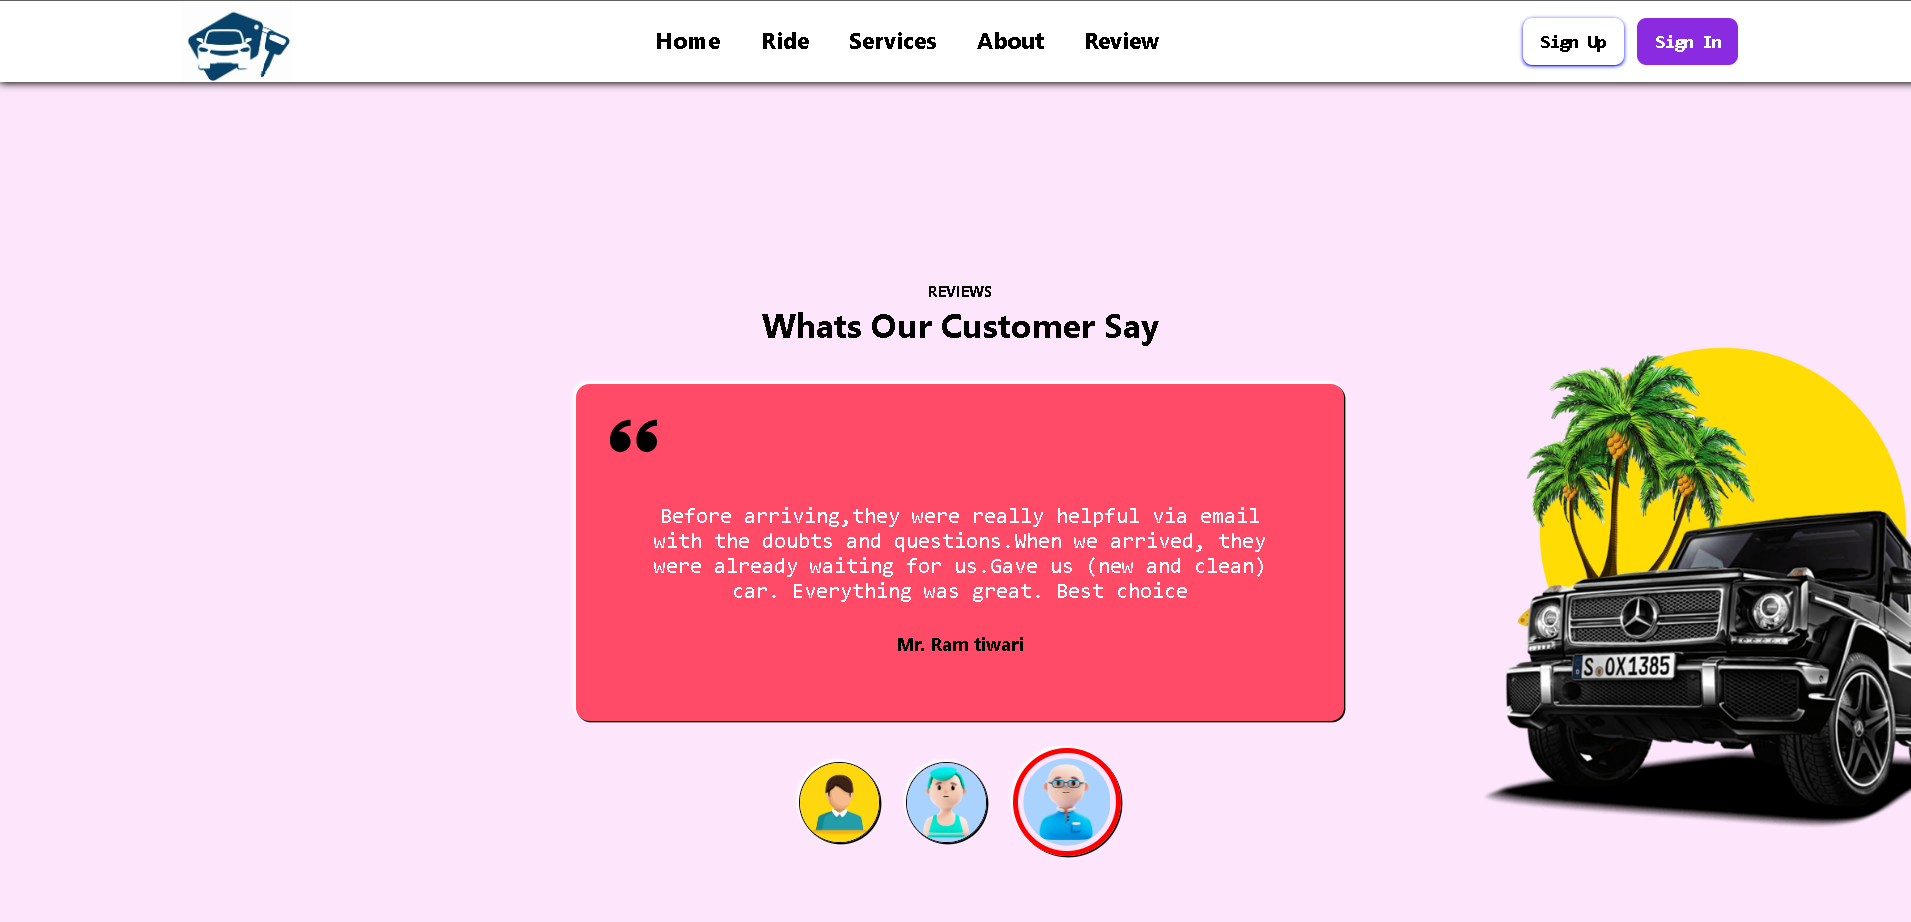 Home Ride Services About Review Sign Up Sign In
REVIEWS
Whats Our Customer Say
“
Before arriving,they were really helpful via email
with the doubts and questions.When we arrived, they
were already waiting for us.Gave us (new and clean)
car. Everything was great. Best choice
Mr. Ram tiwari
S OX1385